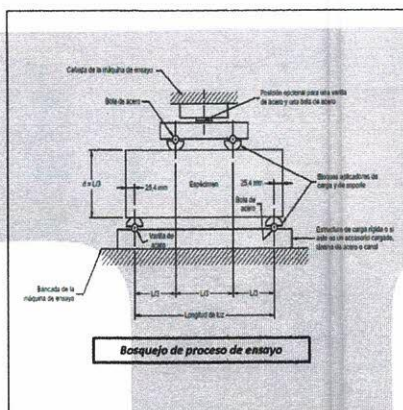 Cabeza de la máquina de ensayo
Posición opcional para una varilla
de acero y una bola de acero
Bola de acero
d = L/3
25,4 mm
Espécimen
25,4 mm
Bloques aplicadores de
carga y de soporte
Bola de
acero
Varilla de
acero
Estructura de carga rígida o si
este es un accesorio cargado,
lámina de acero o canal
Bancada de la
máquina de ensayo
L/3
L/3
L/3
Longitud de luz
Bosquejo de proceso de ensayo